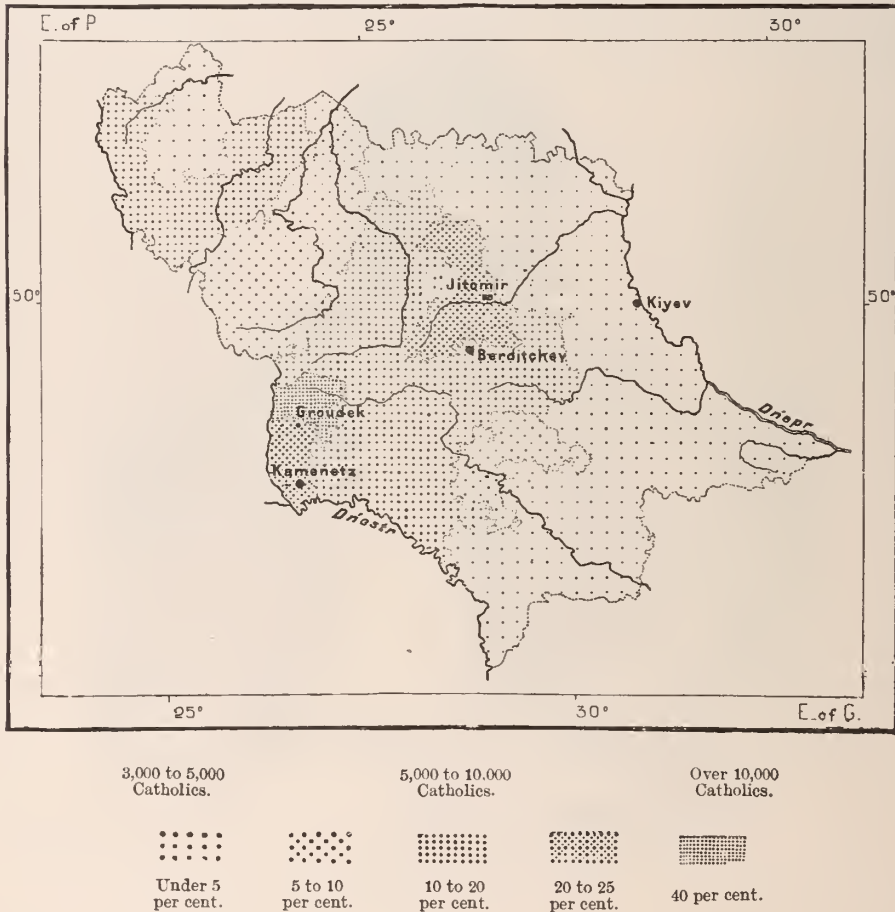 E. of P
25°
30°
50°
50°
Jitomir
Kiyev
Berditchev
Dnepr
Groudek
Kamenetz
Dnestr
25°
30°
E. of G.
3,000 to 5,000
Catholics.
5,000 to 10.000
Catholics.
Over 10,000
Catholics.
Under 5
per cent.
5 to 10
per cent.
10 to 20
per cent.
20 to 25
per cent.
40 per cent.